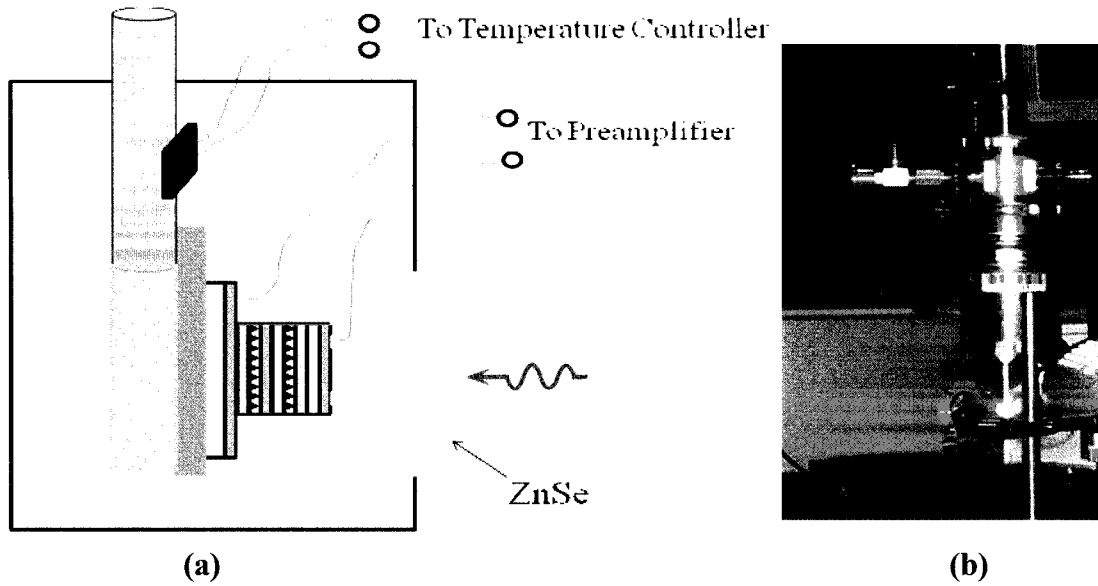 To Temperature Controller
To Preamplifier
ZnSe
(a)
(b)